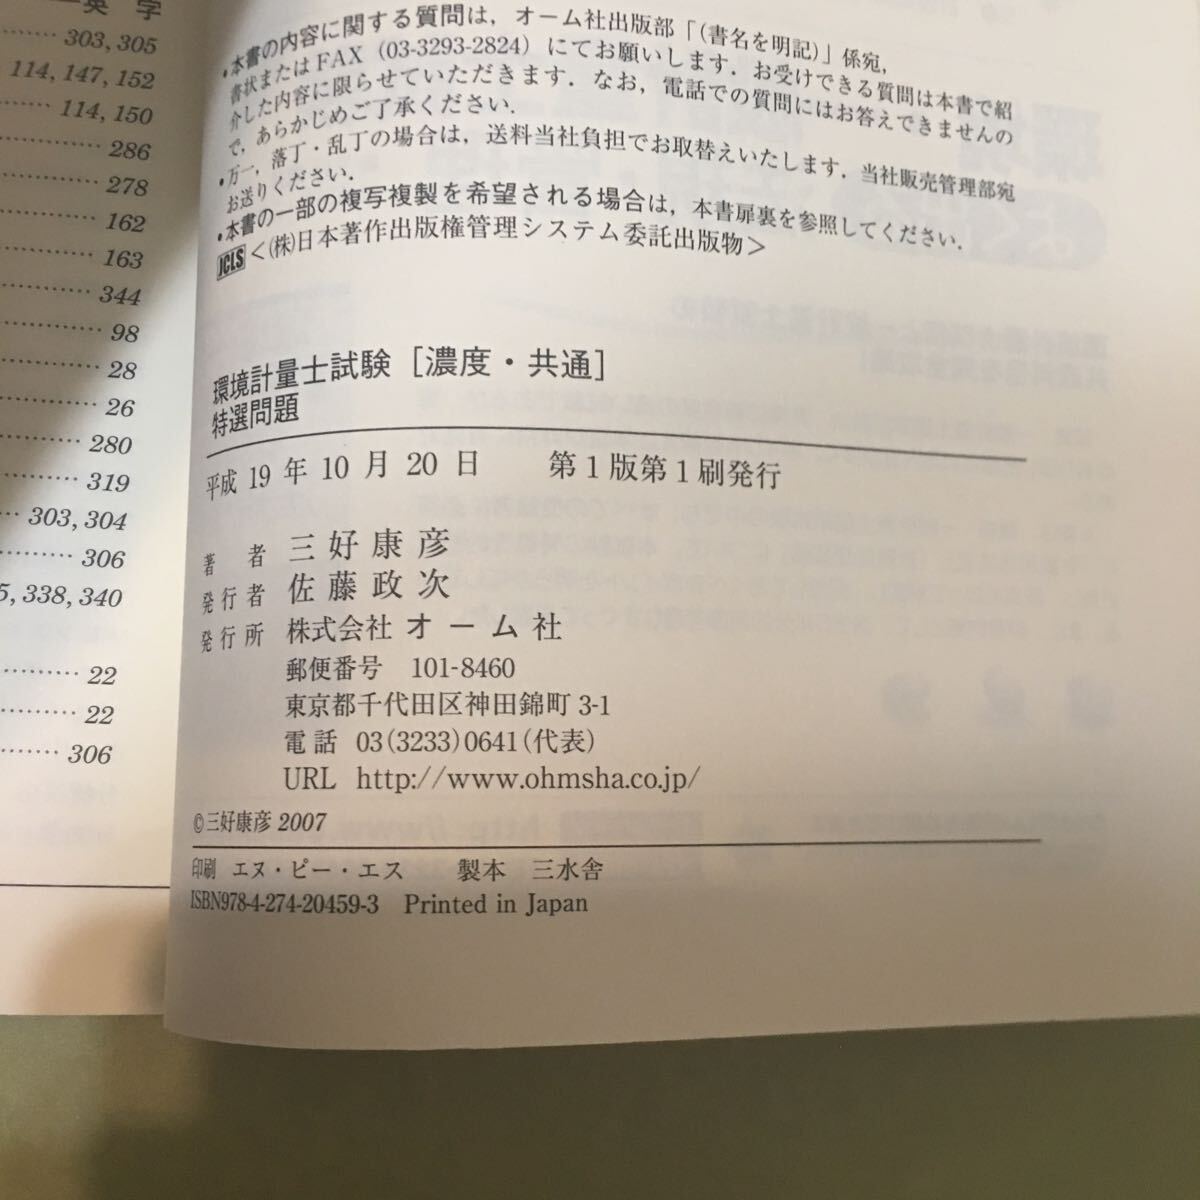 英 字
303, 305
114, 147, 152
114, 150
286
278
162
163
344
98
28
26
280
319
303, 304
306
5, 338, 340
22
22
306
・本書の内容に関する質問は，オーム社出版部「(書名を明記)」係宛，
書状またはFAX（03-3293-2824）にてお願いします．お受けできる質問は本書で紹
介した内容に限らせていただきます．なお，電話での質問にはお答えできませんの
で，あらかじめご了承ください．
・万一，落丁・乱丁の場合は，送料当社負担でお取替えいたします．当社販売管理部宛
お送りください．
・本書の一部の複写複製を希望される場合は，本書扉裏を参照してください．
JCLS ＜(株)日本著作出版権管理システム委託出版物＞
環境計量士試験［濃度・共通］
特選問題
平成 19 年 10 月 20 日　　第1版第1刷発行
著　者　三好康彦
発行者　佐藤政次
発行所　株式会社 オーム社
郵便番号　101-8460
東京都千代田区神田錦町 3-1
電話　03(3233)0641(代表)
URL　http://www.ohmsha.co.jp/
©三好康彦 2007
印刷　エヌ・ピー・エス　　製本　三水舎
ISBN978-4-274-20459-3　Printed in Japan